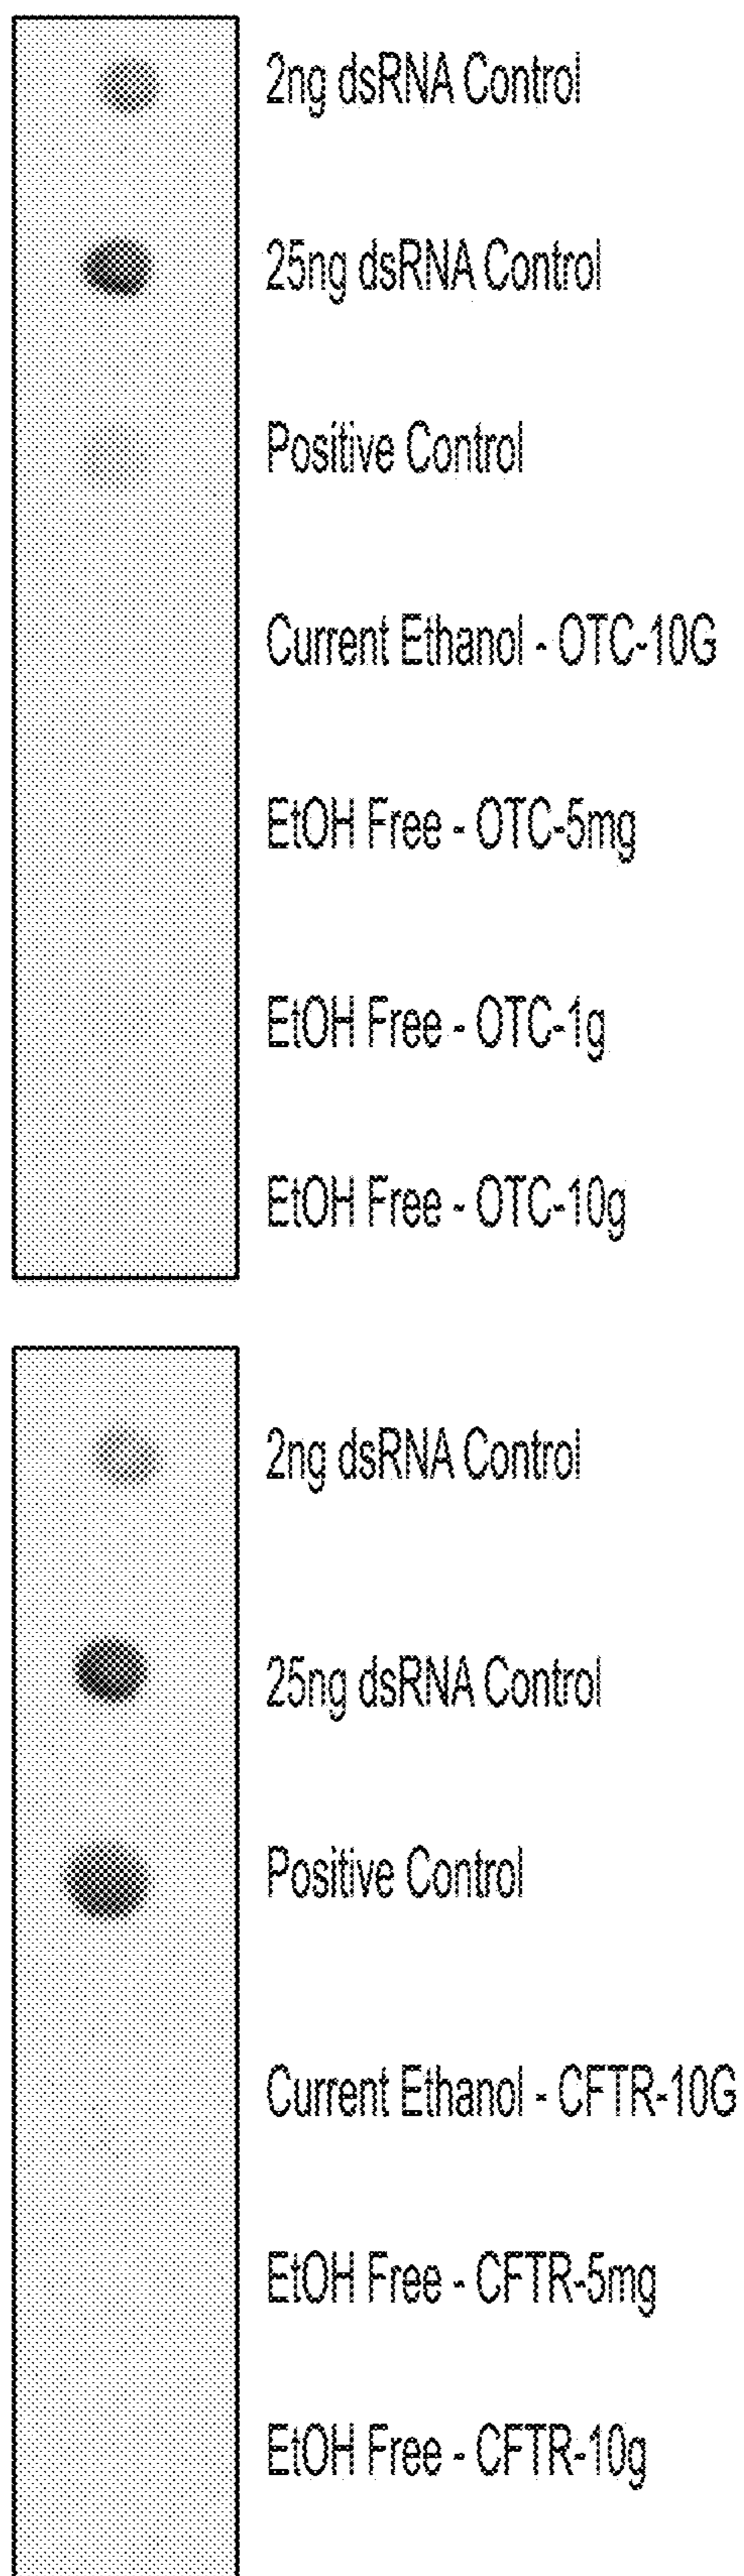 2ng dsRNA Control
25ng dsRNA Control
Positive Control
Current Ethanol - OTC-10G
EtOH Free - OTC-5mg
EtOH Free - OTC-1g
EtOH Free - OTC-10g
2ng dsRNA Control
25ng dsRNA Control
Positive Control
Current Ethanol - CFTR-10G
EtOH Free - CFTR-5mg
EtOH Free - CFTR-10g